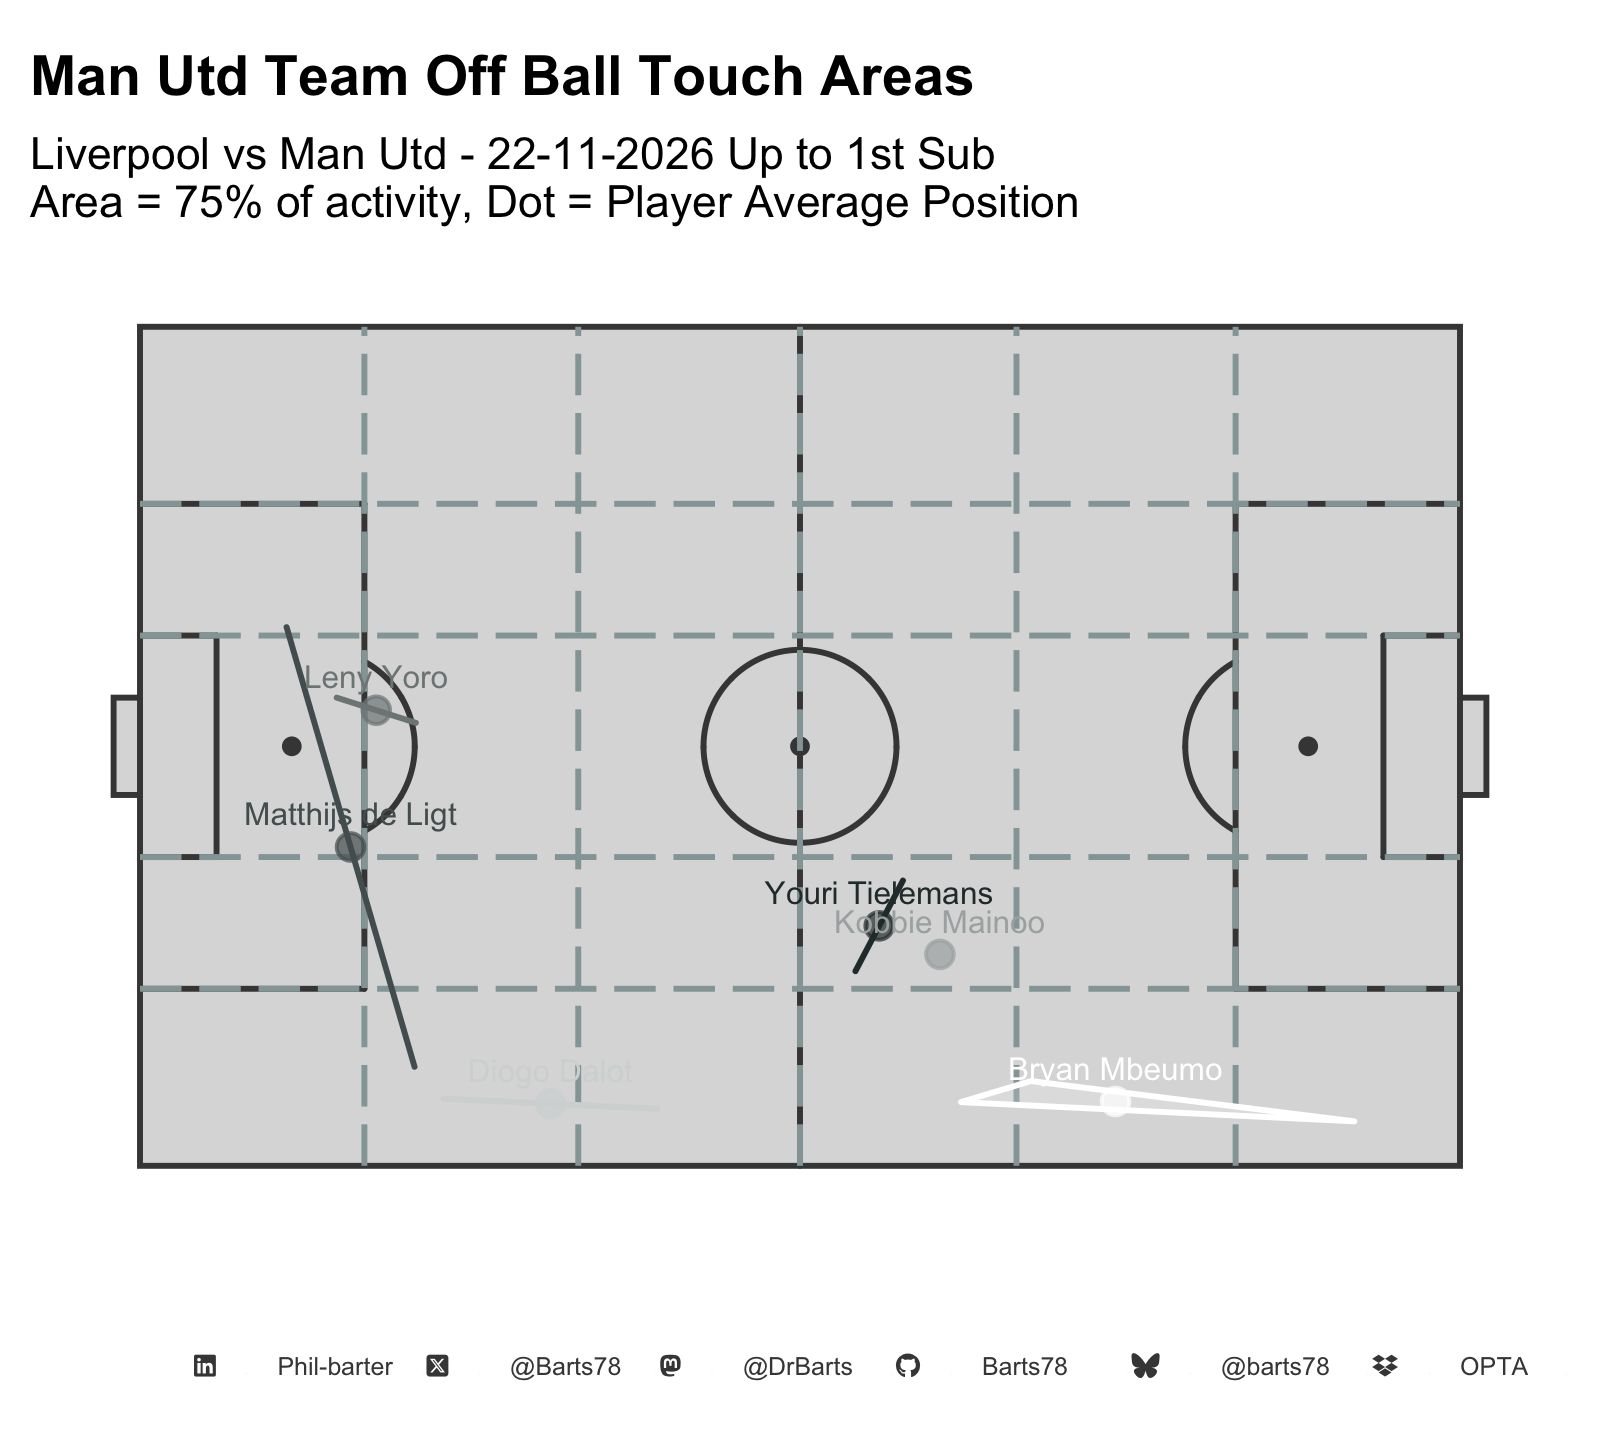 Man Utd Team Off Ball Touch Areas
Liverpool vs Man Utd - 22-11-2026 Up to 1st Sub
Area = 75% of activity, Dot = Player Average Position
Leny Yoro
Matthijs de Ligt
Youri Tielemans
Kobbie Mainoo
Diogo Dalot
Bryan Mbeumo
Phil-barter @Barts78 @DrBarts Barts78 @barts78 OPTA